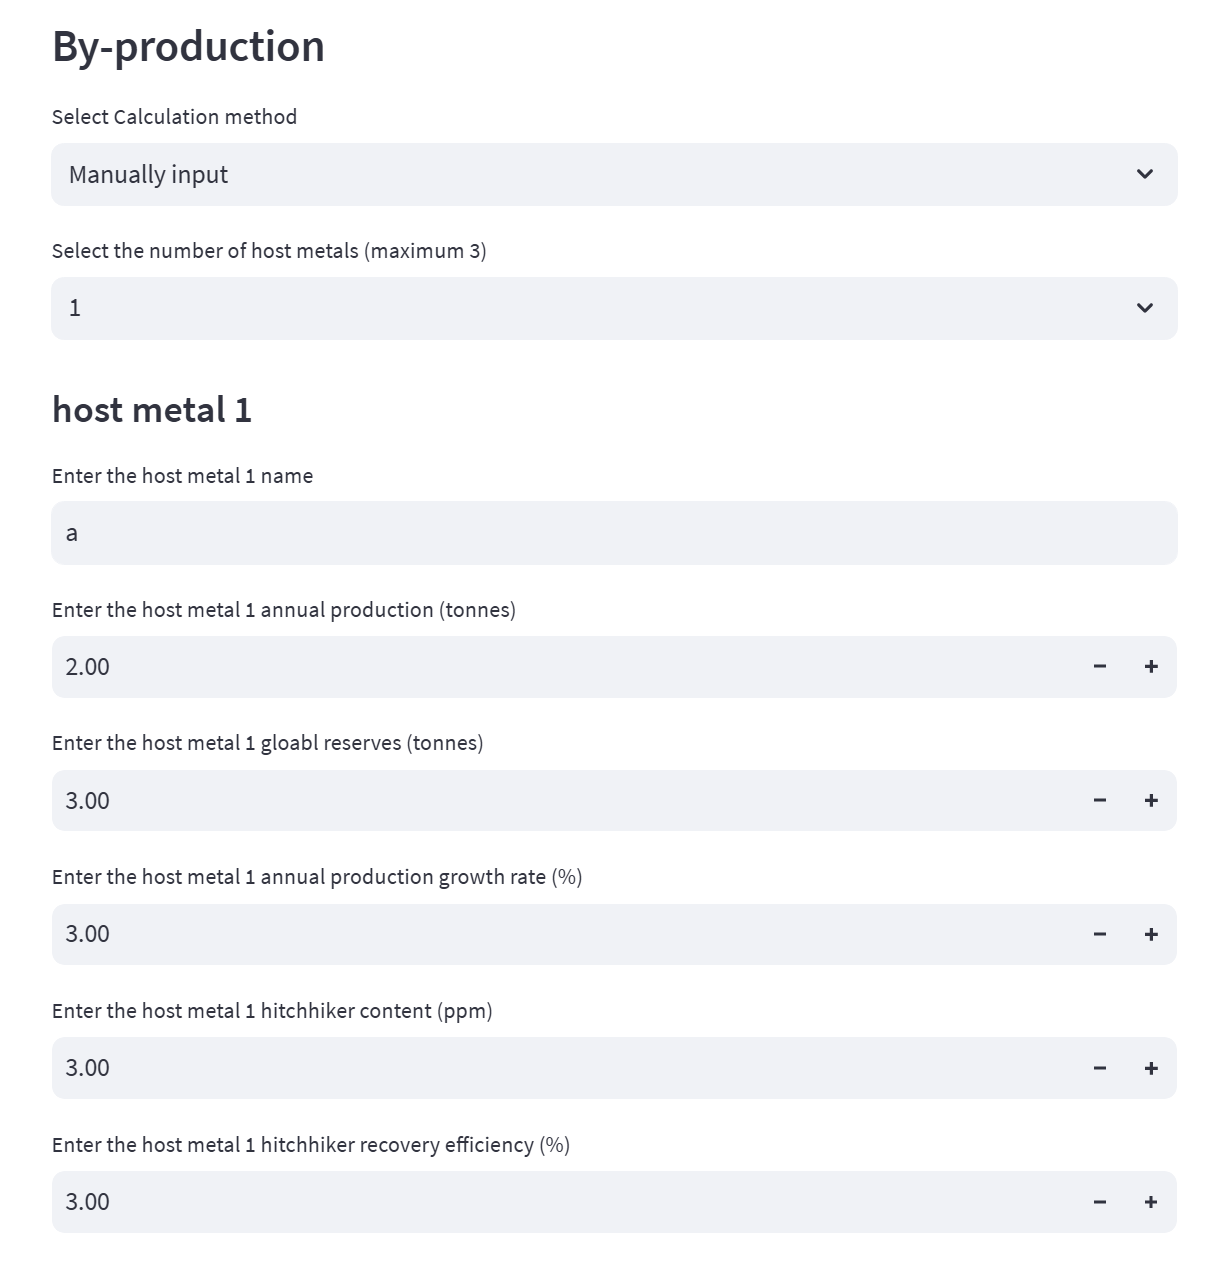 By-production
Select Calculation method
Manually input
Select the number of host metals (maximum 3)
1
host metal 1
Enter the host metal 1 name
a
Enter the host metal 1 annual production (tonnes)
2.00
Enter the host metal 1 gloabl reserves (tonnes)
3.00
Enter the host metal 1 annual production growth rate (%)
3.00
Enter the host metal 1 hitchhiker content (ppm)
3.00
Enter the host metal 1 hitchhiker recovery efficiency (%)
3.00